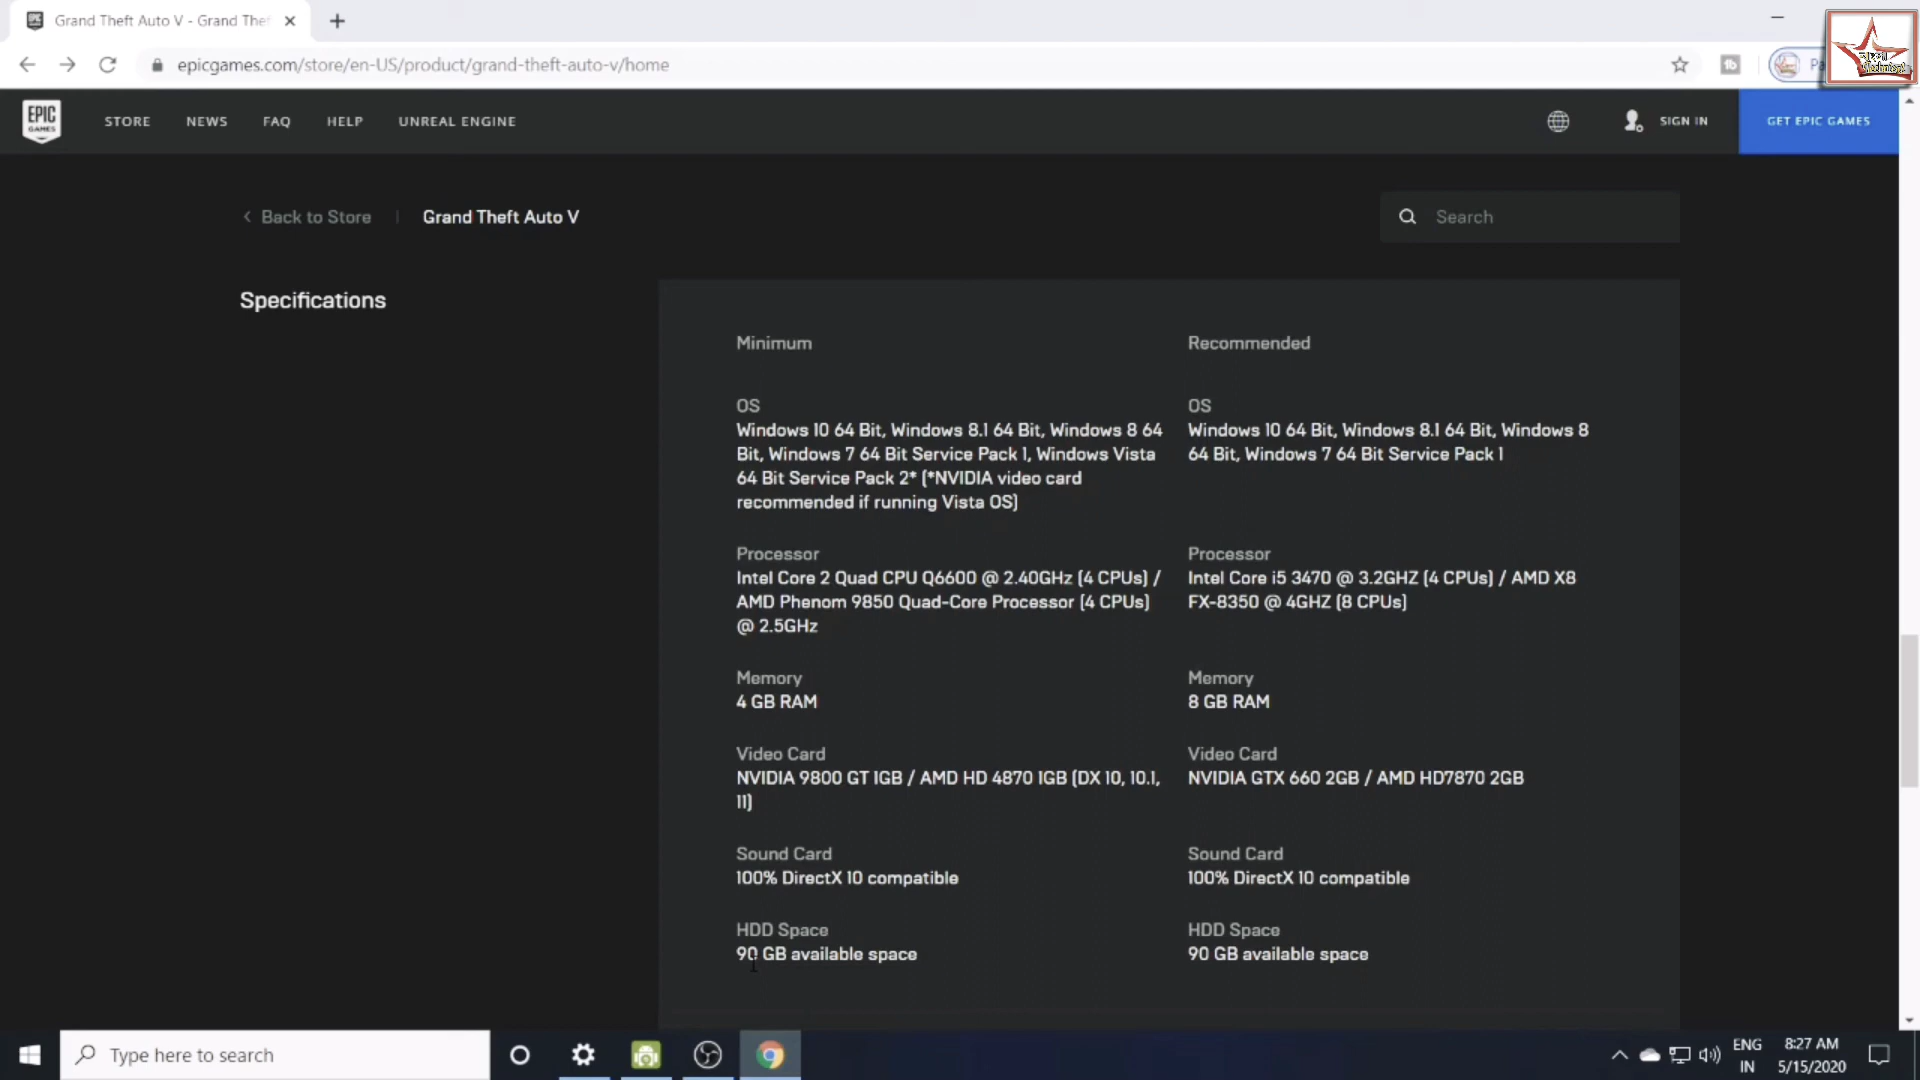 Grand Theft Auto V - Grand Thef
epicgames.com/store/en-US/product/grand-theft-auto-v/home
EPIC
GAMES
STORE
NEWS
FAQ
HELP
UNREAL ENGINE
SIGN IN
GET EPIC GAMES
Back to Store
Grand Theft Auto V
Search
Specifications
Minimum
OS
Windows 10 64 Bit, Windows 8.1 64 Bit, Windows 8 64
Bit, Windows 7 64 Bit Service Pack 1, Windows Vista
64 Bit Service Pack 2* (*NVIDIA video card
recommended if running Vista OS)
Processor
Intel Core 2 Quad CPU Q6600 @ 2.40GHz (4 CPUs) /
AMD Phenom 9850 Quad-Core Processor (4 CPUs)
@ 2.5GHz
Memory
4 GB RAM
Video Card
NVIDIA 9800 GT 1GB / AMD HD 4870 1GB (DX 10, 10.1,
11)
Sound Card
100% DirectX 10 compatible
HDD Space
90 GB available space
Recommended
OS
Windows 10 64 Bit, Windows 8.1 64 Bit, Windows 8
64 Bit, Windows 7 64 Bit Service Pack 1
Processor
Intel Core i5 3470 @ 3.2GHZ (4 CPUs) / AMD X8
FX-8350 @ 4GHZ (8 CPUs)
Memory
8 GB RAM
Video Card
NVIDIA GTX 660 2GB / AMD HD7870 2GB
Sound Card
100% DirectX 10 compatible
HDD Space
90 GB available space
Type here to search
ENG
IN
8:27 AM
5/15/2020